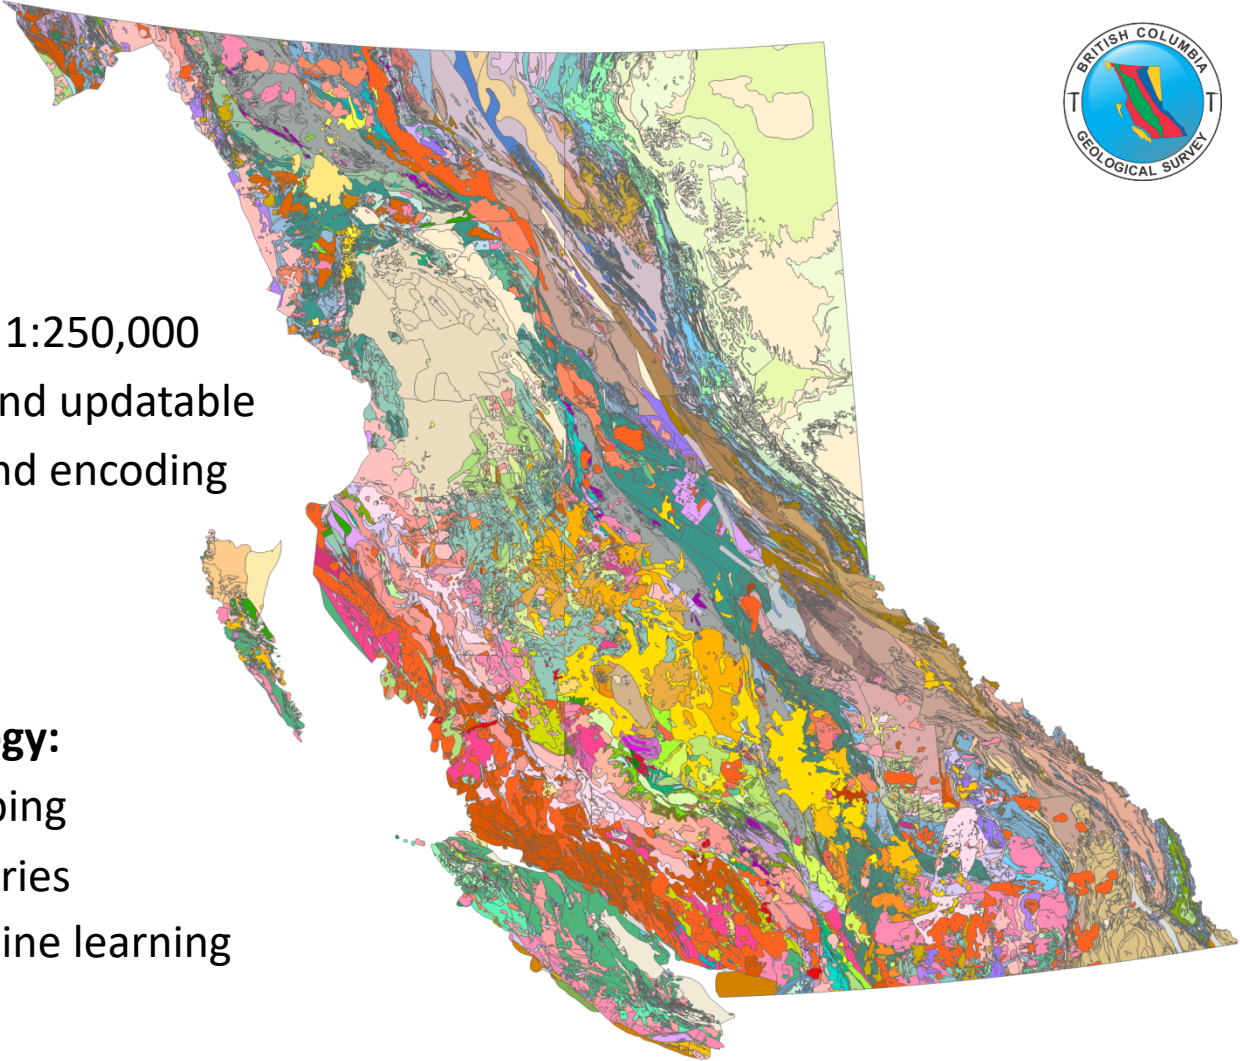 BRITISH COLUMBIA
T T
GEOLOGICAL SURVEY
1:250,000
nd updatable
nd encoding
gy:
ping
ries
ine learning